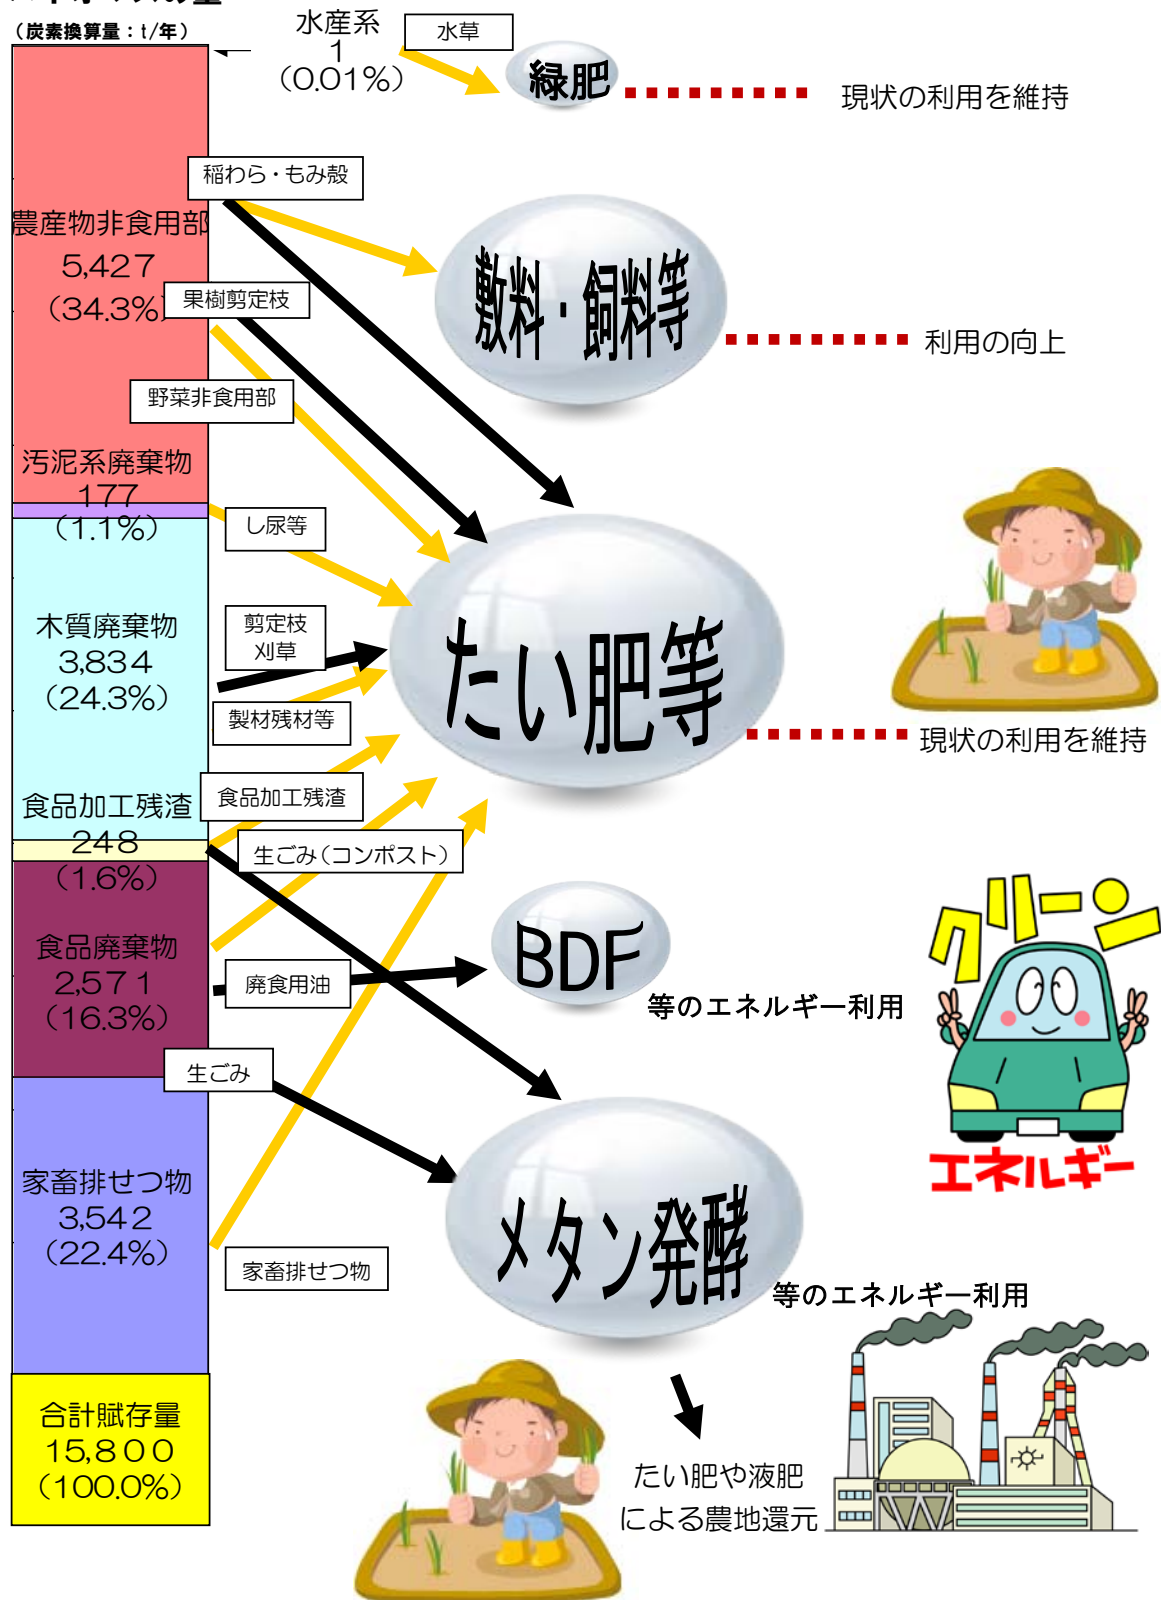 （炭素換算量：t/年）
水産系
1
（0.01%）
水草
緑肥
現状の利用を維持
稲わら・もみ殻
農産物非食用部
5,427
（34.3%）
敷料・飼料等
果樹剪定枝
利用の向上
野菜非食用部
汚泥系廃棄物
177
（1.1%）
し尿等
木質廃棄物
3,834
（24.3%）
剪定枝
刈草
たい肥等
製材残材等
現状の利用を維持
食品加工残渣
248
（1.6%）
食品加工残渣
生ごみ（コンポスト）
クリーン
食品廃棄物
2,571
（16.3%）
廃食用油
BDF
等のエネルギー利用
生ごみ
エネルギー
家畜排せつ物
3,542
（22.4%）
家畜排せつ物
メタン発酵
等のエネルギー利用
合計賦存量
15,800
（100.0%）
たい肥や液肥
による農地還元